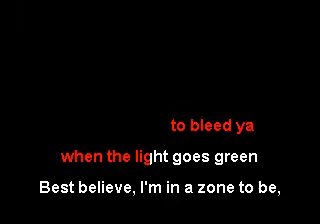 to bleed ya
when the light goes green
Best believe, I'm in a zone to be,